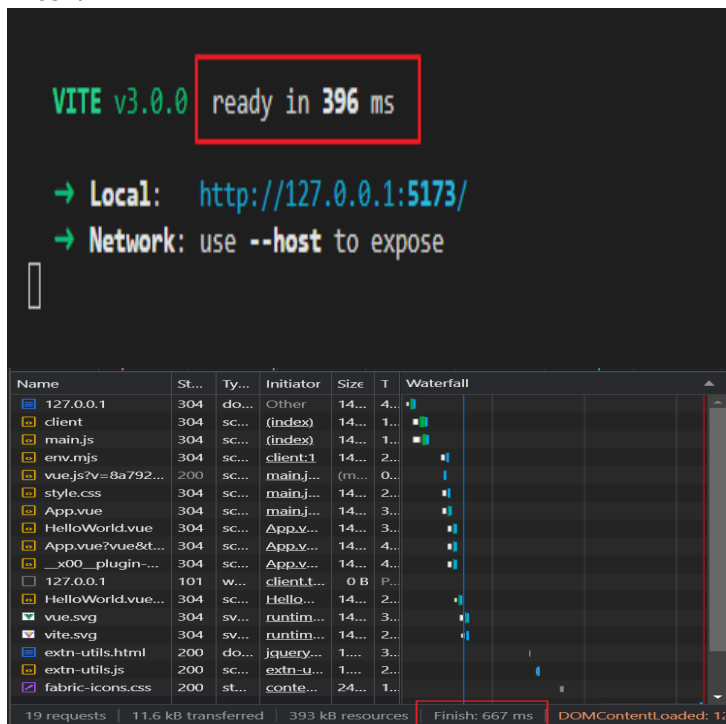 VITE v3.0.0 ready in 396 ms
➜ Local: http://127.0.0.1:5173/
➜ Network: use --host to expose
Name St... Ty... Initiator Size T Waterfall
127.0.0.1 304 do... Other 14... 4...
client 304 sc... (index) 14... 1...
main.js 304 sc... (index) 14... 1...
env.mjs 304 sc... client:1 14... 2...
vue.js?v=8a792... 200 sc... main.j... (m... 0...
style.css 304 sc... main.j... 14... 2...
App.vue 304 sc... main.j... 14... 3...
HelloWorld.vue 304 sc... App.v... 14... 3...
App.vue?vue&t... 304 sc... App.v... 14... 4...
__x00__plugin-... 304 sc... App.v... 14... 4...
127.0.0.1 101 w... client.t... 0 B P...
HelloWorld.vue... 304 sc... Hello... 14... 2...
vue.svg 304 sv... runtim... 14... 3...
vite.svg 304 sv... runtim... 14... 2...
extn-utils.html 200 do... jquery... 1.... 3...
extn-utils.js 200 sc... extn-u... 1.... 2...
fabric-icons.css 200 st... conte... 24... 1...
19 requests 11.6 kB transferred 393 kB resources Finish: 667 ms DOMContentLoaded: